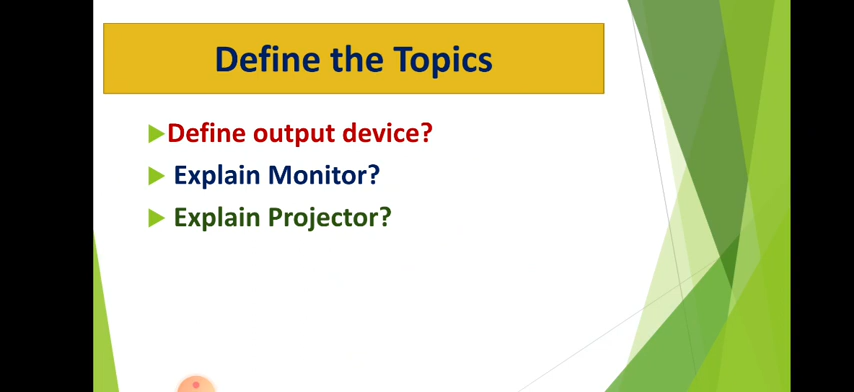 Define the Topics
Define output device?
Explain Monitor?
Explain Projector?